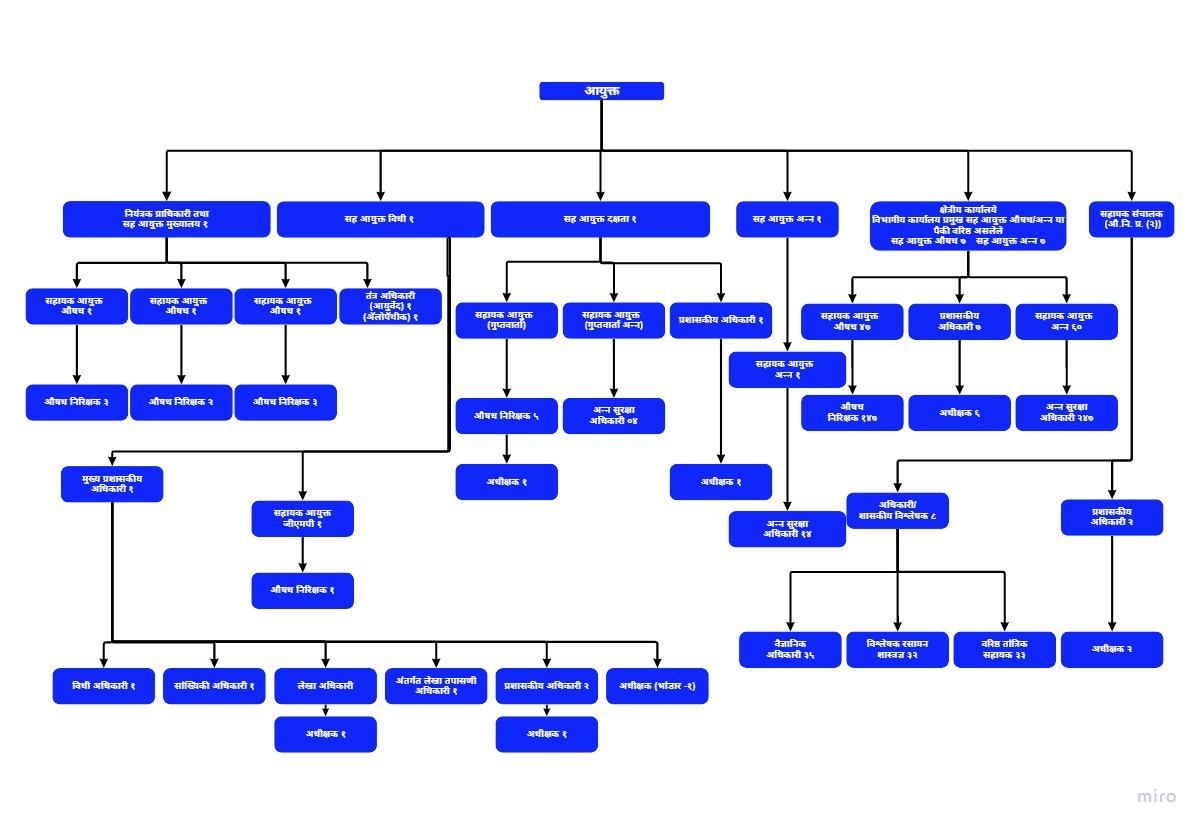 आयुक्त
नियंत्रक प्राधिकारी तथा
सह आयुक्त मुख्यालय १
सह आयुक्त विधी १
सह आयुक्त दक्षता १
सह आयुक्त अन्न १
क्षेत्रीय कार्यालये
विभागीय कार्यालय प्रमुख सह आयुक्त औषध/अन्न या
पैकी वरिष्ठ असलेले
सह आयुक्त औषध ७ सह आयुक्त अन्न ७
सहायक संचालक
(औ.नि. प्र. (२))
सहायक आयुक्त
औषध १
सहायक आयुक्त
औषध १
सहायक आयुक्त
औषध १
तंत्र अधिकारी
(आयुर्वेद) १
(ॲलोपॅथीक) १
सहायक आयुक्त
(गुप्तवार्ता)
सहायक आयुक्त
(गुप्तवार्ता अन्न)
प्रशासकीय अधिकारी १
सहायक आयुक्त
औषध ४७
प्रशासकीय
अधिकारी ७
सहायक आयुक्त
अन्न ६०
सहायक आयुक्त
अन्न १
औषध निरिक्षक ३
औषध निरिक्षक २
औषध निरिक्षक ३
औषध निरिक्षक ५
अन्न सुरक्षा
अधिकारी ०४
औषध
निरिक्षक १४७
अधीक्षक ६
अन्न सुरक्षा
अधिकारी २४७
मुख्य प्रशासकीय
अधिकारी १
अधीक्षक १
अधीक्षक १
सहायक आयुक्त
जीएमपी १
अन्न सुरक्षा
अधिकारी १४
अधिकारी/
शासकीय विश्लेषक ८
प्रशासकीय
अधिकारी २
औषध निरिक्षक १
वैज्ञानिक
अधिकारी ३५
विश्लेषक रसायन
शास्त्रज्ञ ३२
वरिष्ठ तांत्रिक
सहायक ३३
अधीक्षक २
विधी अधिकारी १
सांख्यिकी अधिकारी १
लेखा अधिकारी
अंतर्गत लेखा तपासणी
अधिकारी १
प्रशासकीय अधिकारी २
अधीक्षक (भांडार -१)
अधीक्षक १
अधीक्षक १
miro